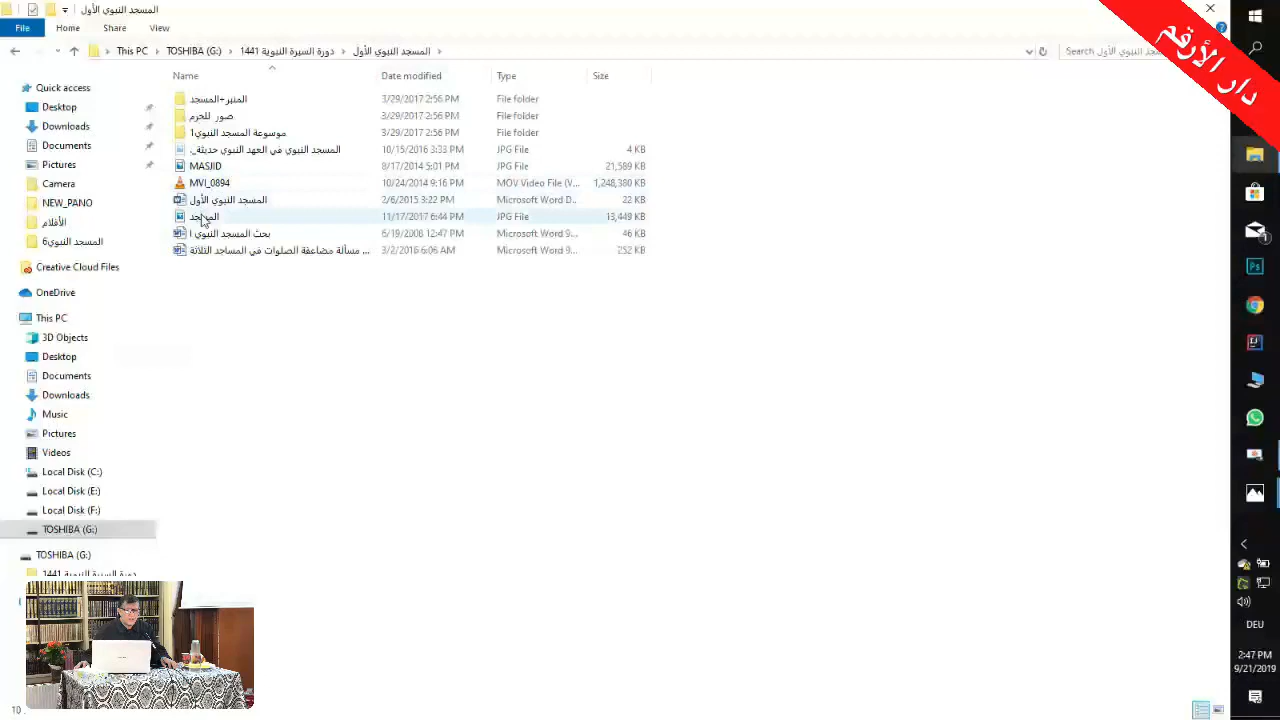 المسجد النبوي الأول
File Home Share View
This PC TOSHIBA (G:) دورة السيرة النبوية 1441 المسجد النبوي الأول
دار الأرقم
Name Date modified Type Size
المنبر+المسجد 3/29/2017 2:56 PM File folder
صور للحرم 3/29/2017 2:56 PM File folder
موسوعة المسجد النبوي1 3/29/2017 2:56 PM File folder
المسجد النبوي في العهد النبوي حديثة 10/15/2016 3:33 PM JPG File 4 KB
MASJID 8/17/2014 5:01 PM JPG File 21,589 KB
MVI_0894 10/24/2014 9:16 PM MOV Video File (V... 1,248,380 KB
المسجد النبوي الأول 2/6/2015 3:22 PM Microsoft Word D... 22 KB
11/17/2017 6:44 PM JPG File 13,449 KB
بحث المسجد النبوي ا 6/19/2008 12:47 PM Microsoft Word 9... 46 KB
مسألة مضاعفة الصلوات في المساجد الثلاثة ... 3/2/2016 6:06 AM Microsoft Word 9... 252 KB
Quick access
Desktop
Downloads
Documents
Pictures
Camera
NEW_PANO
الأفلام
المسجد النبوي6
Creative Cloud Files
OneDrive
This PC
3D Objects
Desktop
Documents
Downloads
Music
Pictures
Videos
Local Disk (C:)
Local Disk (E:)
Local Disk (F:)
TOSHIBA (G:)
TOSHIBA (G:)
دورة السيرة النبوية 1441
10
DEU
2:47 PM
9/21/2019